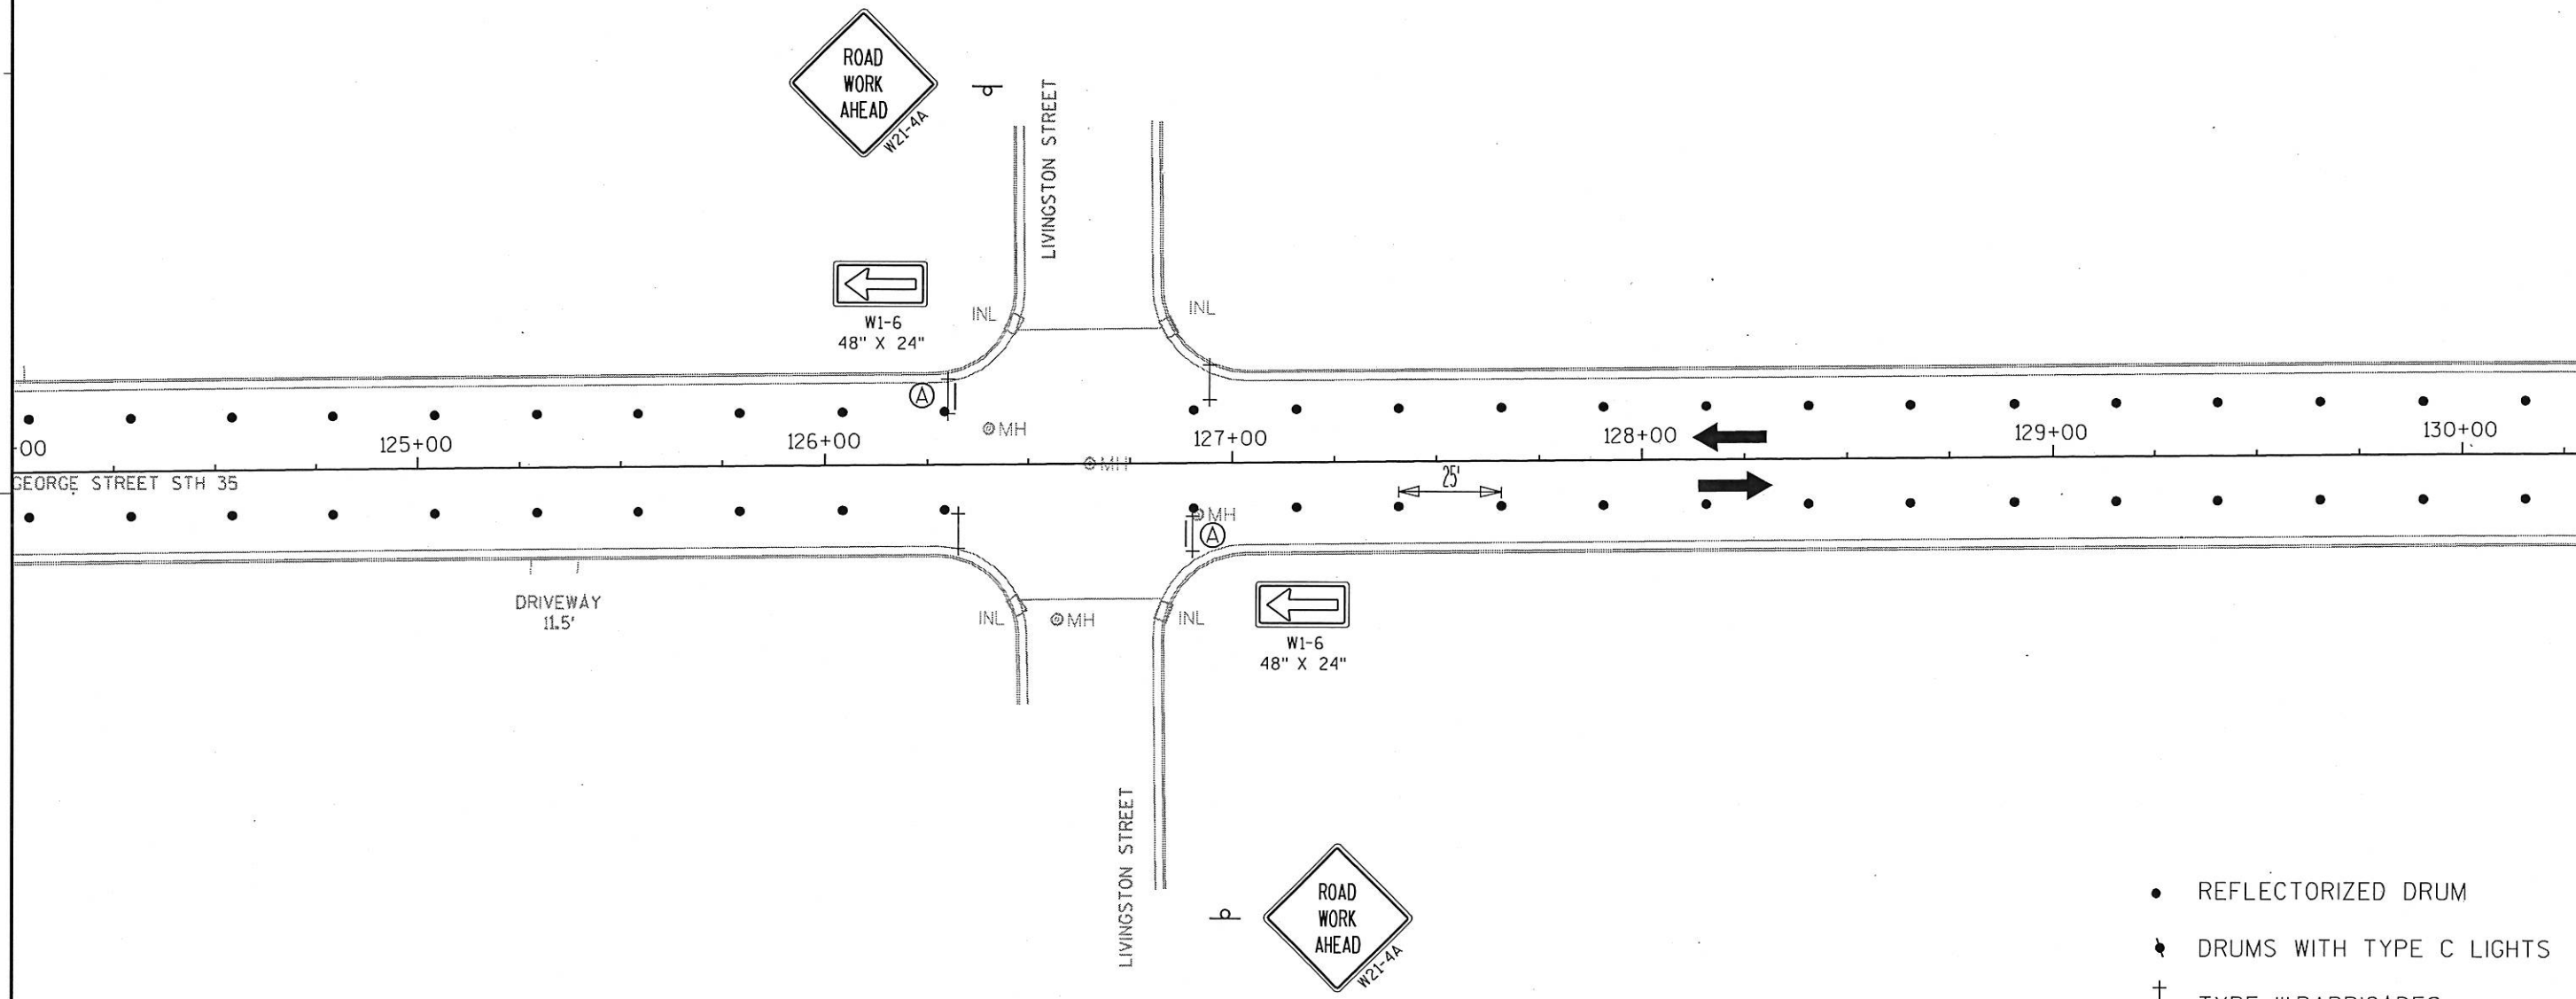 ROAD
WORK
AHEAD
W21-4A
LIVINGSTON STREET
W1-6
48" X 24"
INL
INL
A
MH
+00
125+00
126+00
127+00
128+00
129+00
130+00
MH
GEORGE STREET STH 35
25'
MH
A
DRIVEWAY
11.5'
INL
MH
INL
W1-6
48" X 24"
LIVINGSTON STREET
ROAD
WORK
AHEAD
W21-4A
REFLECTORIZED DRUM
DRUMS WITH TYPE C LIGHTS